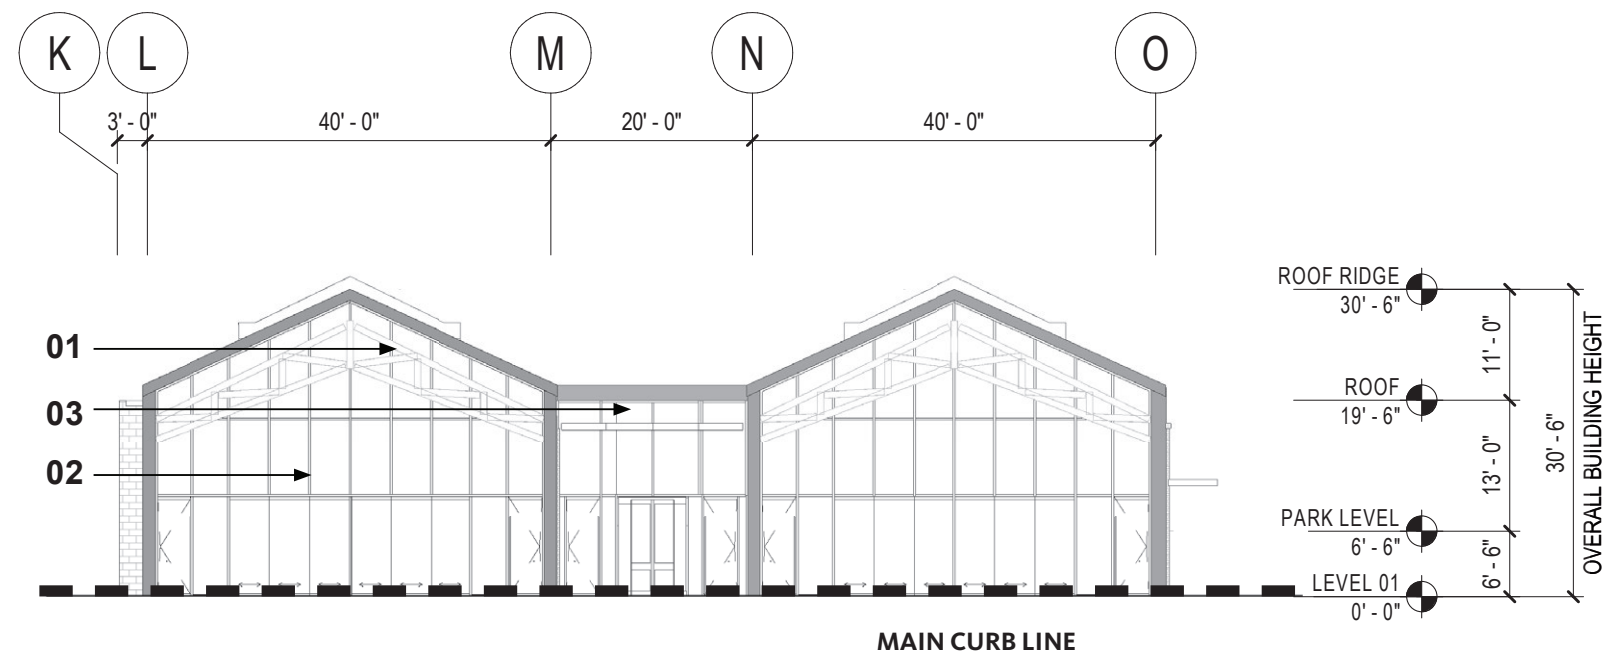 K L M N O
3' - 0" 40' - 0" 20' - 0" 40' - 0"
ROOF RIDGE
30' - 6"
11' - 0"
01
ROOF
19' - 6"
03
02
13' - 0"
30' - 6"
OVERALL BUILDING HEIGHT
PARK LEVEL
6' - 6"
6' - 6"
LEVEL 01
0' - 0"
MAIN CURB LINE